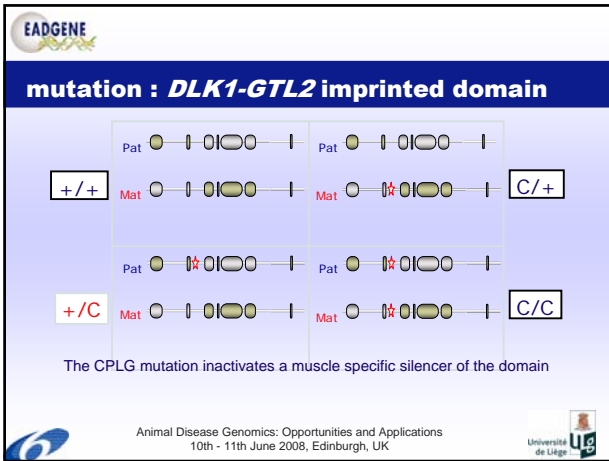 EADGENE
mutation : DLK1-GTL2 imprinted domain
Pat
Pat
+/+
Mat
Mat
C/+
Pat
Pat
+/C
Mat
Mat
C/C
The CPLG mutation inactivates a muscle specific silencer of the domain
Animal Disease Genomics: Opportunities and Applications
10th - 11th June 2008, Edinburgh, UK
6
Université
de Liège